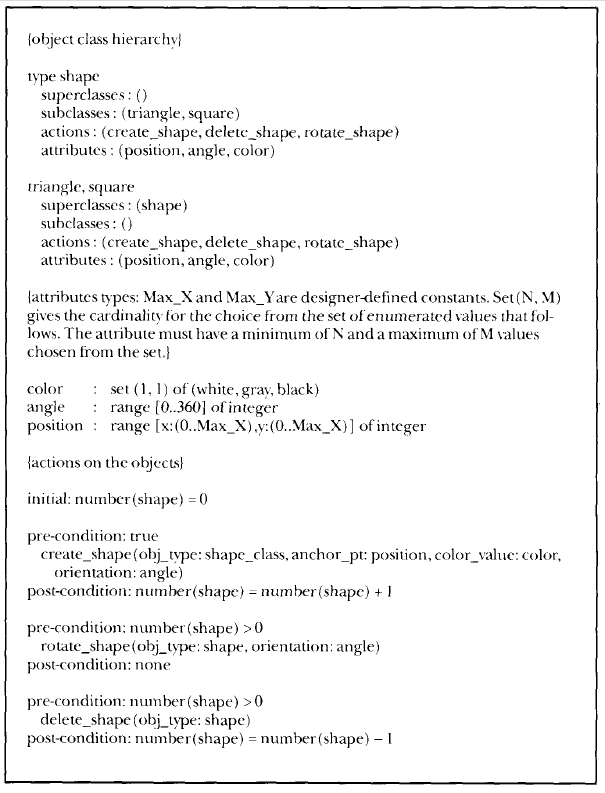 {object class hierarchy}
type shape
superclasses : ()
subclasses : (triangle, square)
actions : (create_shape, delete_shape, rotate_shape)
attributes : (position, angle, color)
triangle, square
superclasses : (shape)
subclasses : ()
actions : (create_shape, delete_shape, rotate_shape)
attributes : (position, angle, color)
{attributes types: Max_X and Max_Y are designer-defined constants. Set (N, M)
gives the cardinality for the choice from the set of enumerated values that fol-
lows. The attribute must have a minimum of N and a maximum of M values
chosen from the set.}
color : set (1, 1) of (white, gray, black)
angle : range [0..360] of integer
position : range [x:(0..Max_X),y:(0..Max_X)] of integer
{actions on the objects}
initial: number(shape) = 0
pre-condition: true
create_shape(obj_type: shape_class, anchor_pt: position, color_value: color,
orientation: angle)
post-condition: number(shape) = number(shape) + 1
pre-condition: number(shape) > 0
rotate_shape(obj_type: shape, orientation: angle)
post-condition: none
pre-condition: number(shape) > 0
delete_shape(obj_type: shape)
post-condition: number(shape) = number(shape) – 1